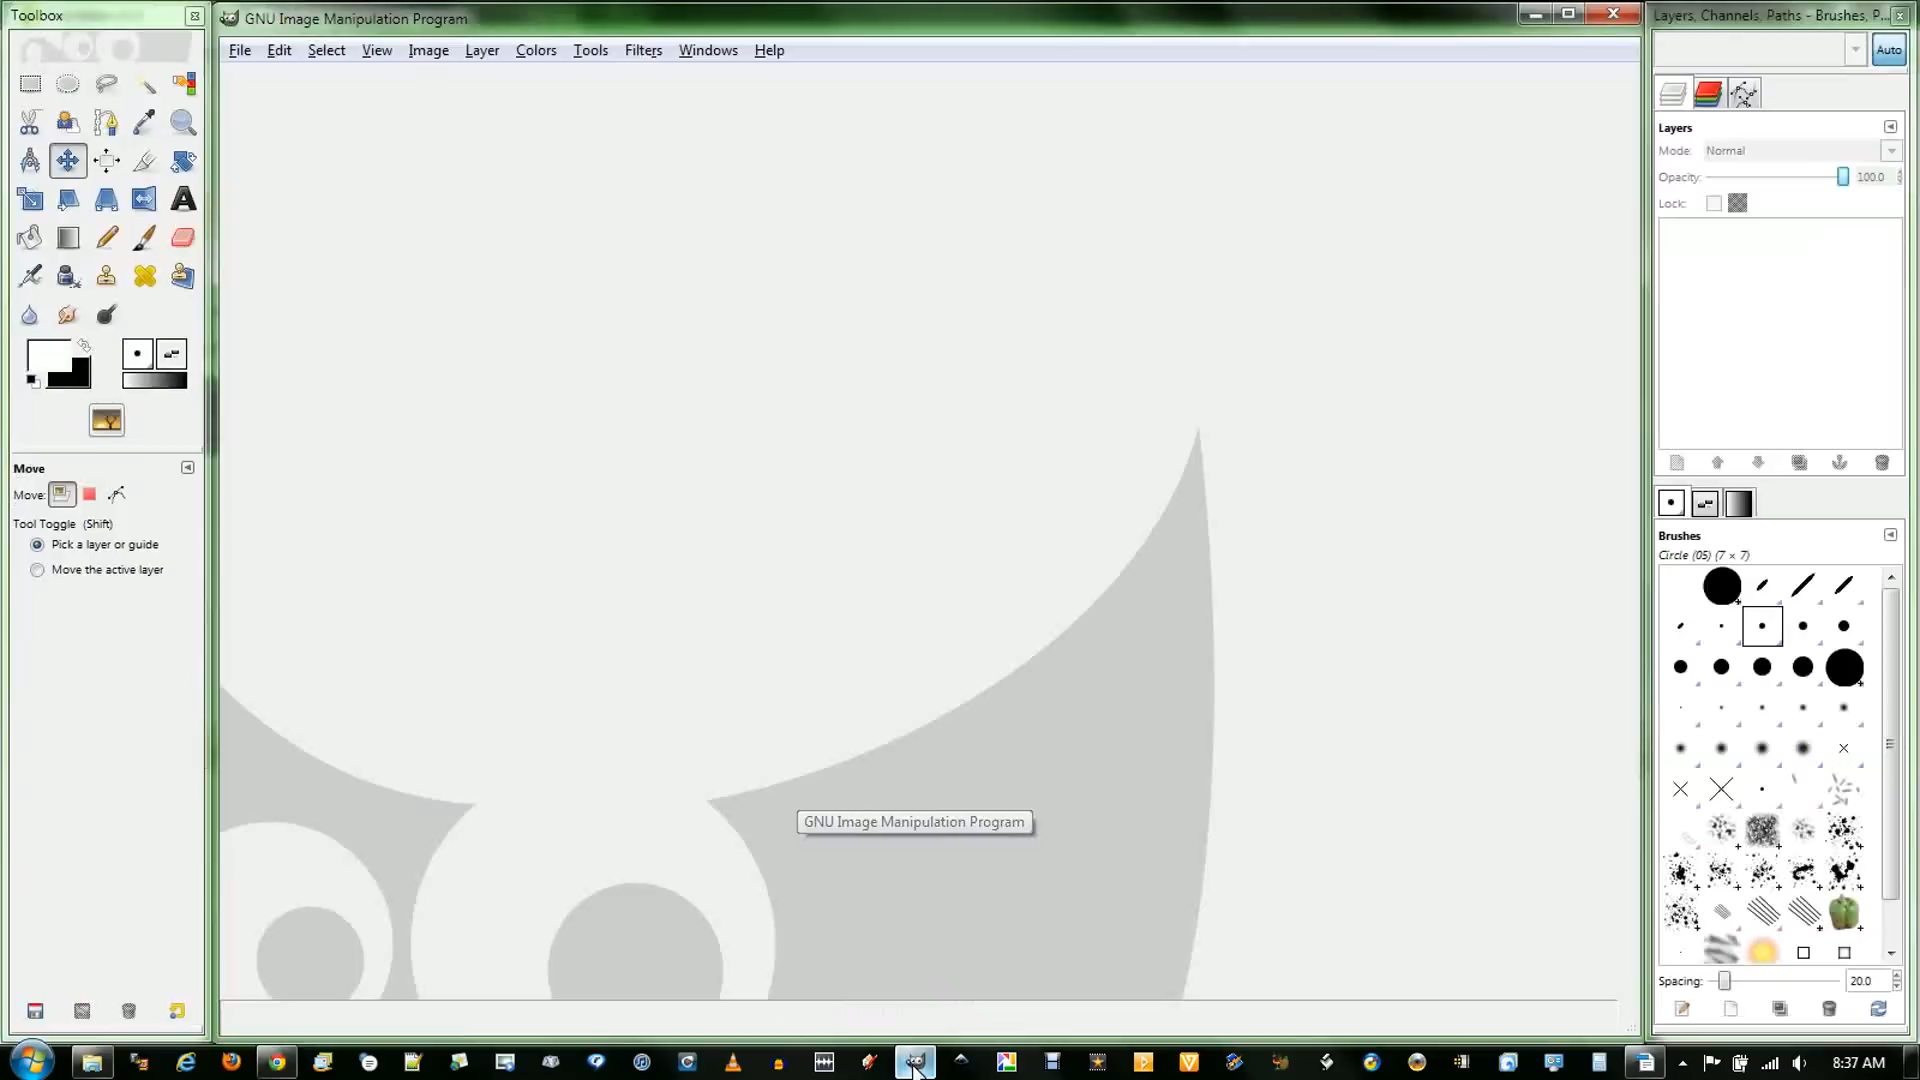 Toolbox
GNU Image Manipulation Program
Layers, Channels, Paths - Brushes, P...
File Edit Select View Image Layer Colors Tools Filters Windows Help
Auto
Layers
Mode: Normal
Opacity: 100.0
Lock:
Move
Move:
Tool Toggle (Shift)
Pick a layer or guide
Move the active layer
Brushes
Circle (05) (7 × 7)
GNU Image Manipulation Program
Spacing: 20.0
8:37 AM